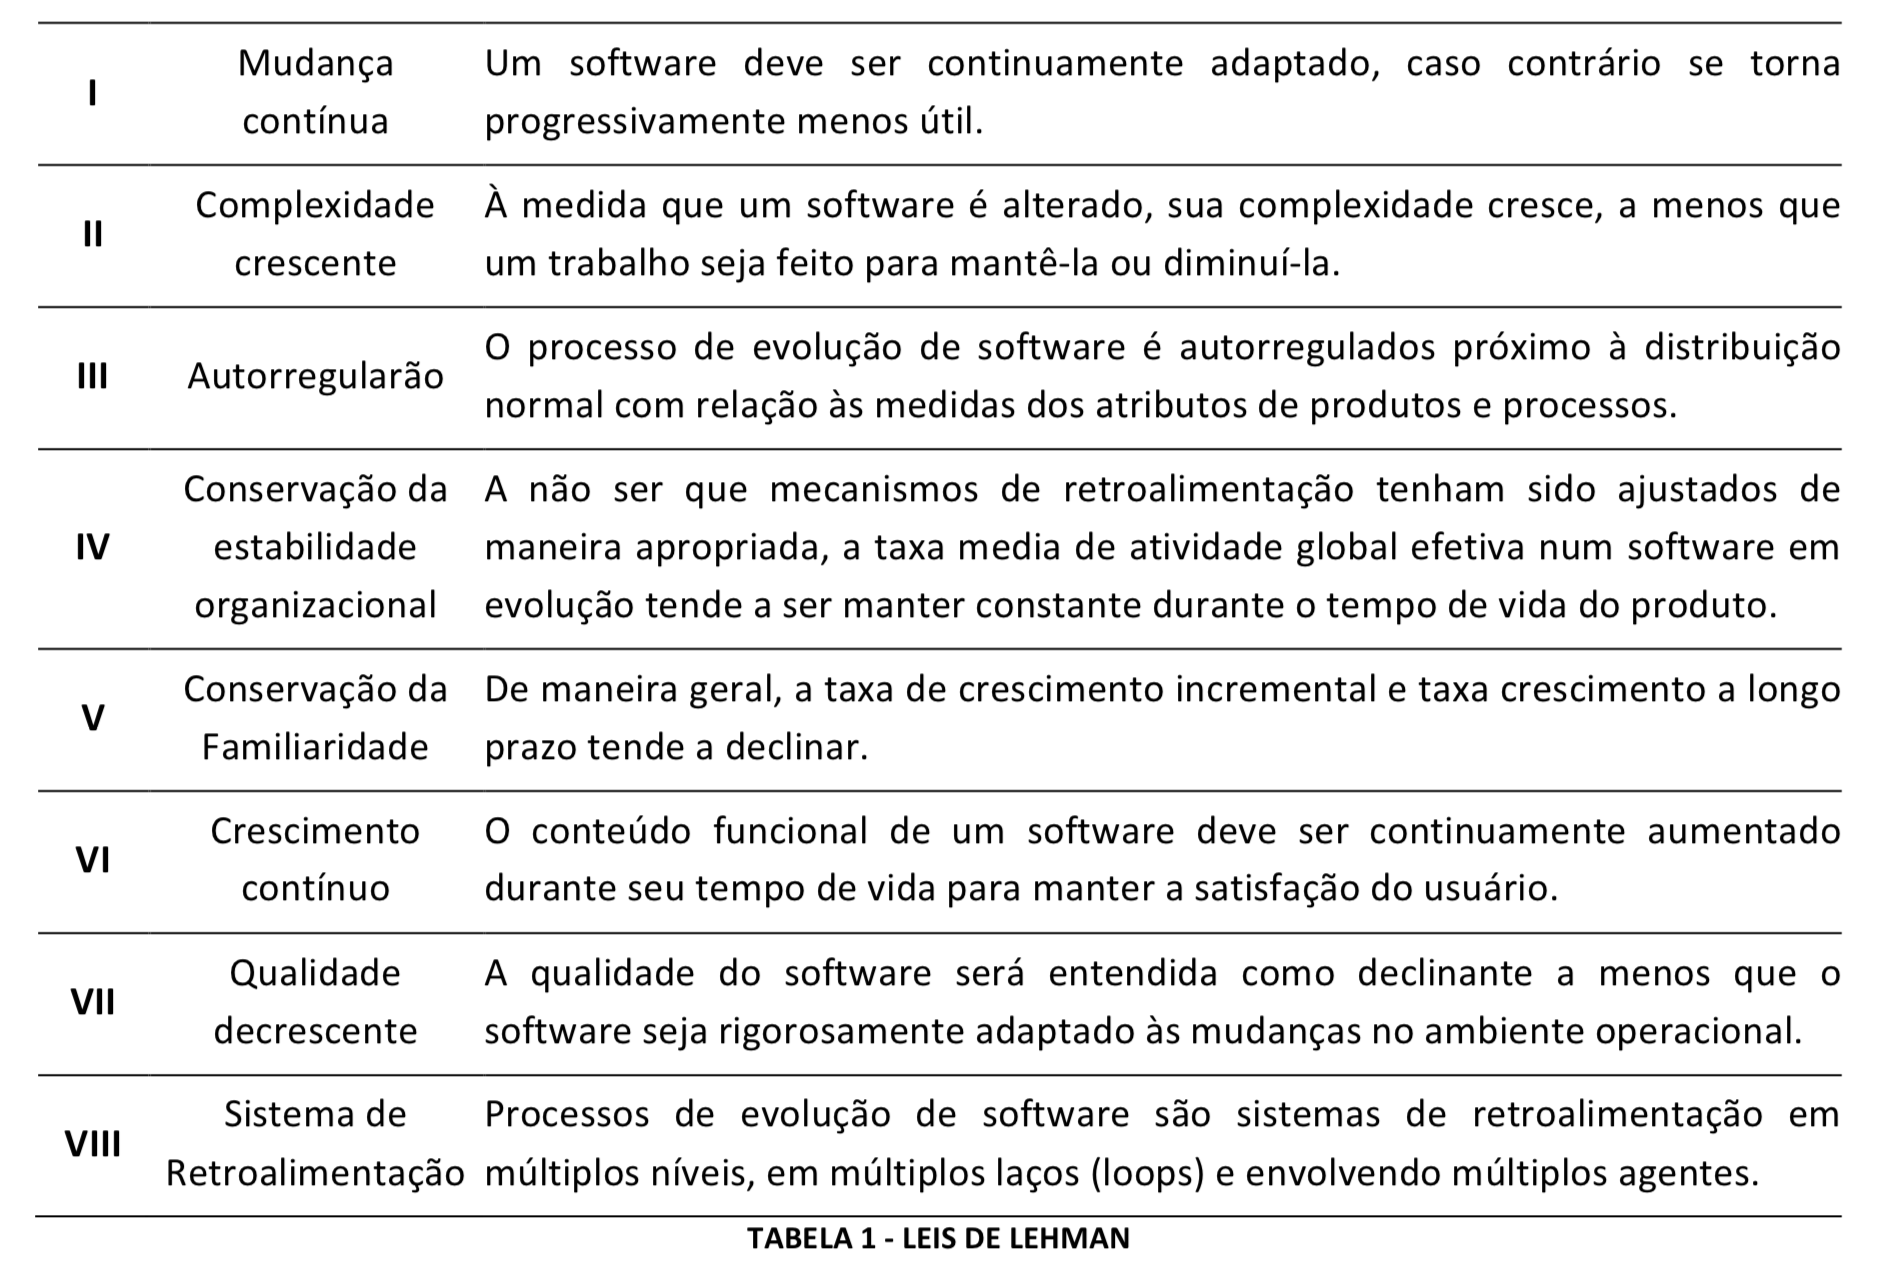 I
Mudança
contínua
Um software deve ser continuamente adaptado, caso contrário se torna
progressivamente menos útil.
II
Complexidade
crescente
À medida que um software é alterado, sua complexidade cresce, a menos que
um trabalho seja feito para mantê-la ou diminuí-la.
III
Autorregularão
O processo de evolução de software é autorregulados próximo à distribuição
normal com relação às medidas dos atributos de produtos e processos.
IV
Conservação da
estabilidade
organizacional
A não ser que mecanismos de retroalimentação tenham sido ajustados de
maneira apropriada, a taxa media de atividade global efetiva num software em
evolução tende a ser manter constante durante o tempo de vida do produto.
V
Conservação da
Familiaridade
De maneira geral, a taxa de crescimento incremental e taxa crescimento a longo
prazo tende a declinar.
VI
Crescimento
contínuo
O conteúdo funcional de um software deve ser continuamente aumentado
durante seu tempo de vida para manter a satisfação do usuário.
VII
Qualidade
decrescente
A qualidade do software será entendida como declinante a menos que o
software seja rigorosamente adaptado às mudanças no ambiente operacional.
VIII
Sistema de
Retroalimentação
Processos de evolução de software são sistemas de retroalimentação em
múltiplos níveis, em múltiplos laços (loops) e envolvendo múltiplos agentes.
TABELA 1 - LEIS DE LEHMAN